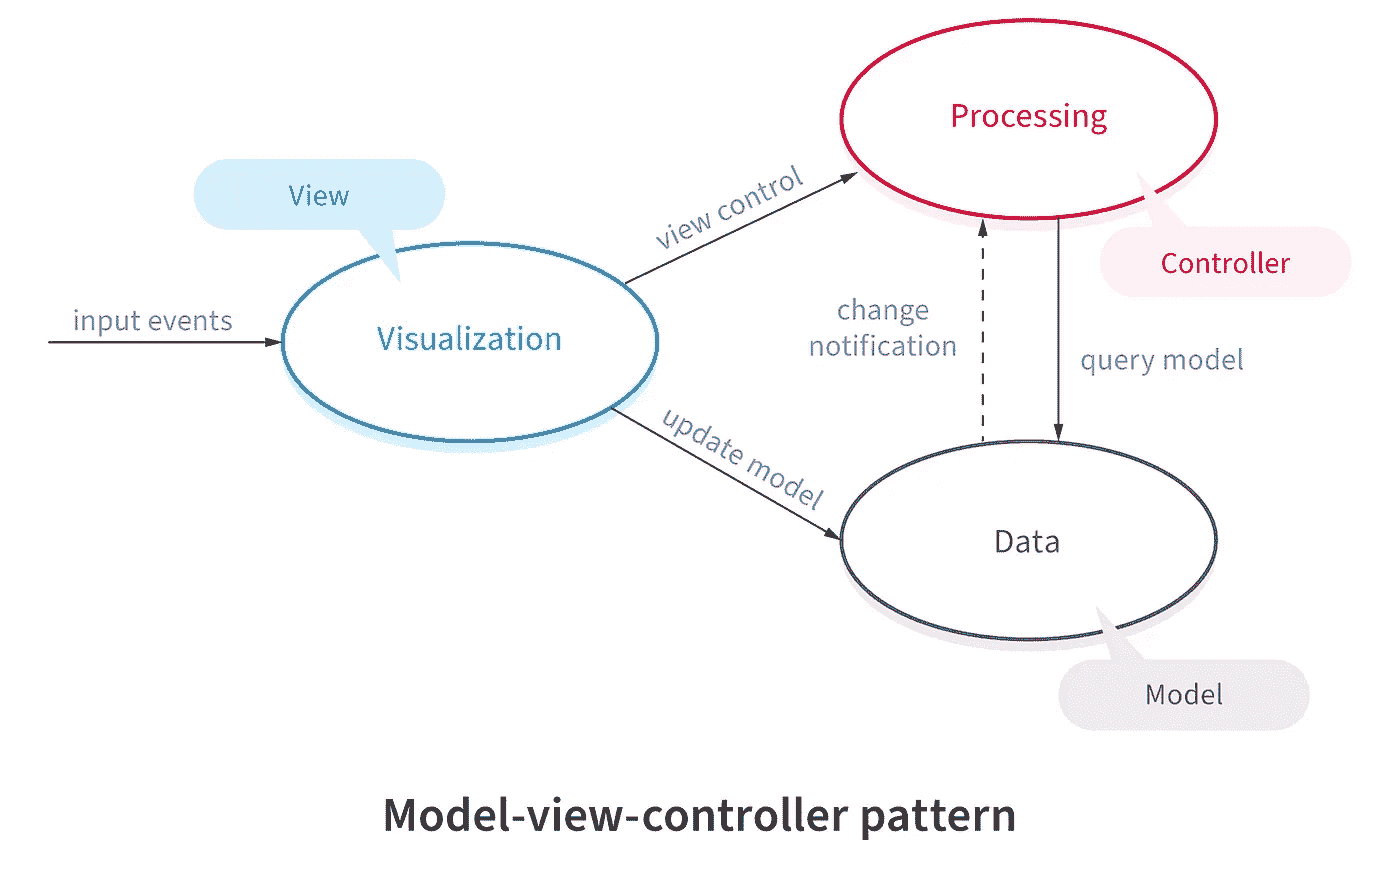 Processing
View
view control
Controller
input events
Visualization
change
notification
query model
update model
Data
Model
Model-view-controller pattern